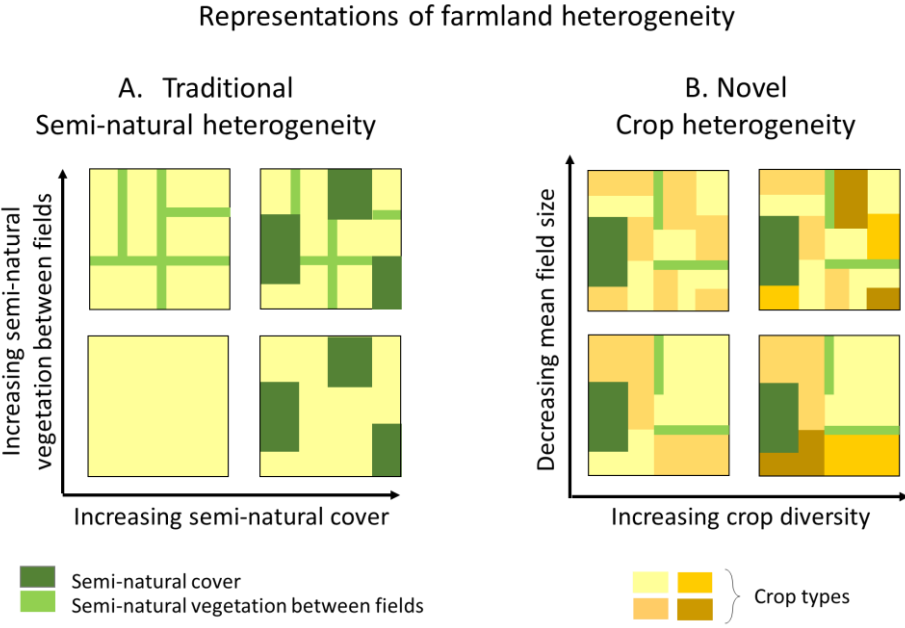 Representations of farmland heterogeneity
A. Traditional
Semi-natural heterogeneity
B. Novel
Crop heterogeneity
Increasing semi-natural
vegetation between fields
Increasing semi-natural cover
Decreasing mean field size
Increasing crop diversity
Semi-natural cover
Semi-natural vegetation between fields
Crop types